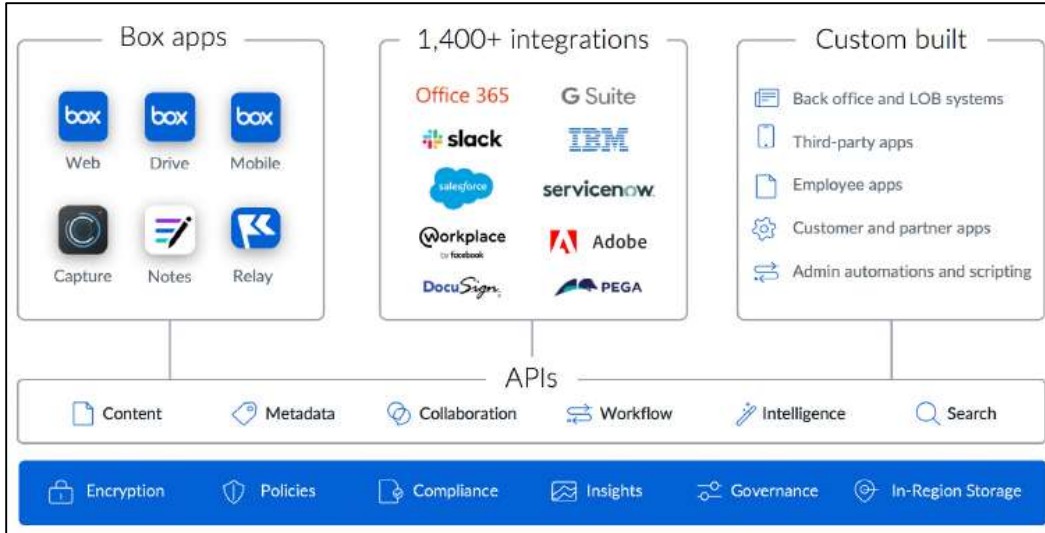 Box apps
box box box
Web Drive Mobile
Capture Notes Relay
1,400+ integrations
Office 365 G Suite
slack IBM
salesforce servicenow
Workplace Adobe
by facebook
DocuSign PEGA
Custom built
Back office and LOB systems
Third-party apps
Employee apps
Customer and partner apps
Admin automations and scripting
APIs
Content Metadata Collaboration Workflow Intelligence Search
Encryption Policies Compliance Insights Governance In-Region Storage